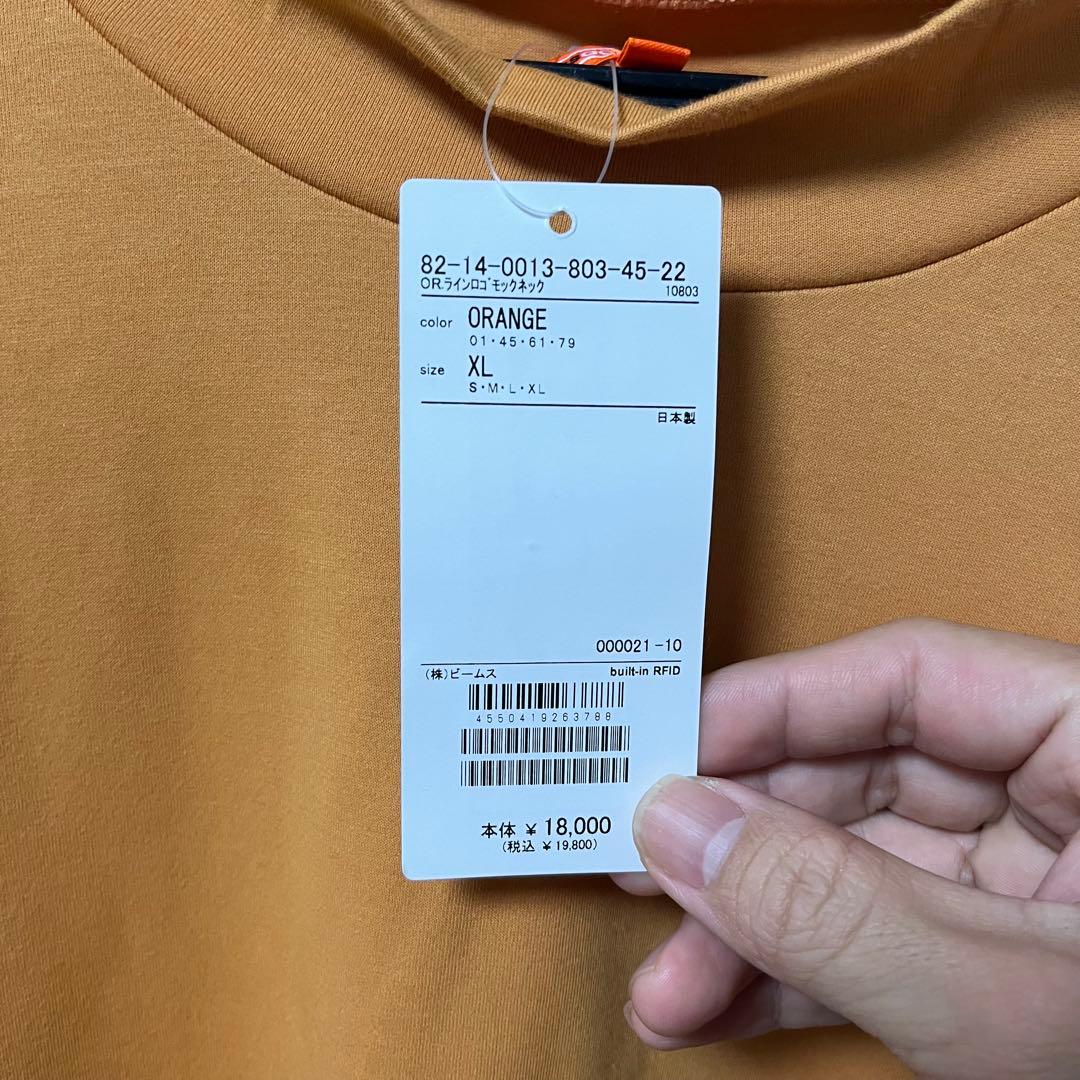 82-14-0013-803-45-22
OR.ラインロゴモックネック 10803
color ORANGE
01・45・61・79
size XL
S・M・L・XL
日本製
000021-10
(株)ビームス built-in RFID
4550419263788
本体 ¥ 18,000
(税込 ¥ 19,800)